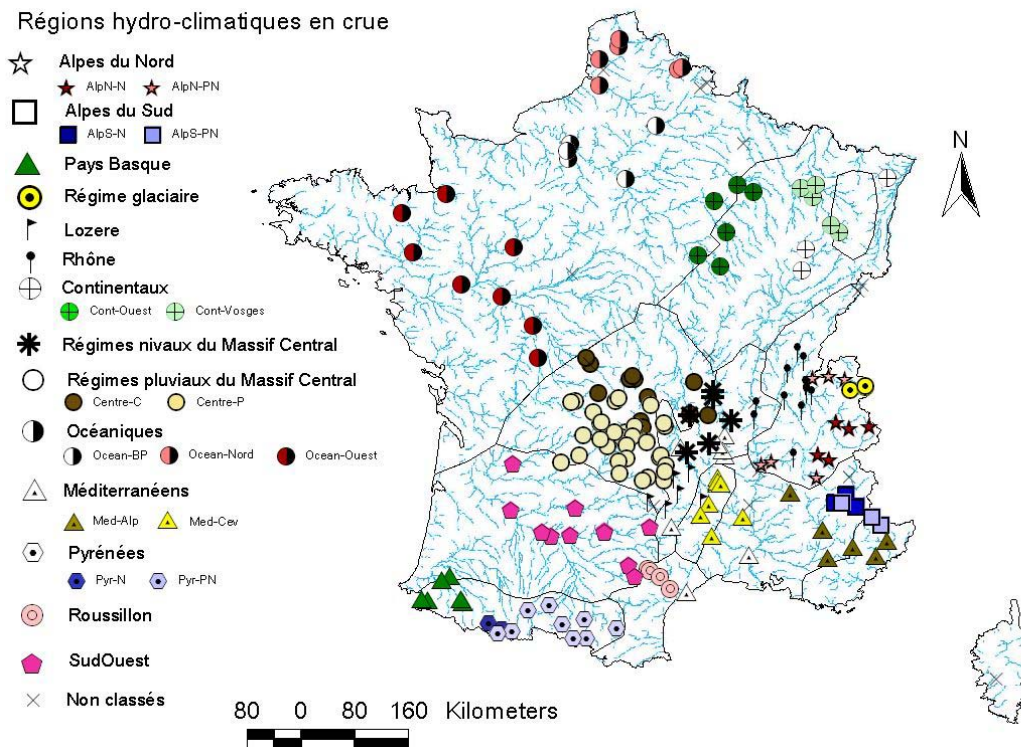 Régions hydro-climatiques en crue
Alpes du Nord
AlpN-N AlpN-PN
Alpes du Sud
AlpS-N AlpS-PN
Pays Basque
Régime glaciaire
Lozere
Rhône
Continentaux
Cont-Ouest Cont-Vosges
Régimes nivaux du Massif Central
Régimes pluviaux du Massif Central
Centre-C Centre-P
Océaniques
Ocean-BP Ocean-Nord Ocean-Ouest
Méditerranéens
Med-Alp Med-Cev
Pyrénées
Pyr-N Pyr-PN
Roussillon
SudOuest
Non classés
80 0 80 160 Kilometers
N